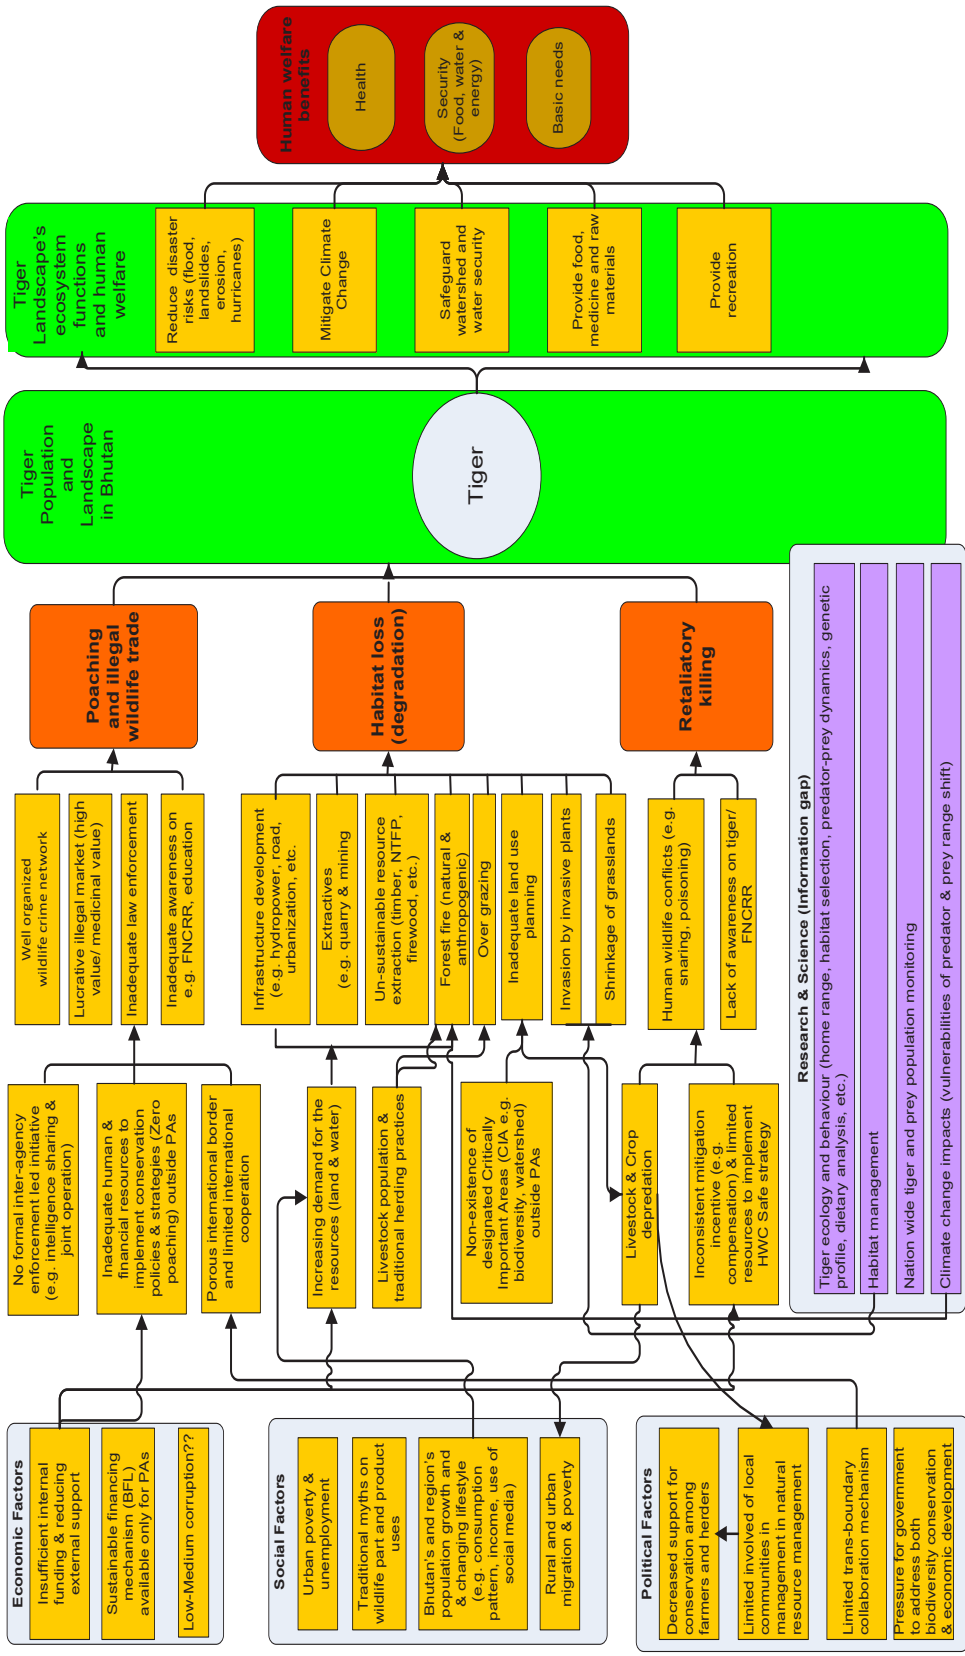 Economic Factors
Insufficient internal
funding & reducing
external support
Sustainable financing
mechanism (BFL)
available only for PAs
Low-Medium corruption??
Social Factors
Urban poverty &
unemployment
Traditional myths on
wildlife part and product
uses
Bhutan's and region's
population growth and
& changing lifestyle
(e.g. consumption
pattern, income, use of
social media)
Rural and urban
migration & poverty
Political Factors
Decreased support for
conservation among
farmers and herders
Limited involved of local
communities in
management in natural
resource management
Limited trans-boundary
collaboration mechanism
Pressure for government
to address both
biodiversity conservation
& economic development
No formal inter-agency
enforcement led initiative
(e.g. intelligence sharing &
joint operation)
Inadequate human &
financial resources to
implement conservation
policies & strategies (Zero
poaching) outside PAs
Porous international border
and limited international
cooperation
Increasing demand for the
resources (land & water)
Livestock population &
traditional herding practices
Non-existence of
designated Critically
Important Areas (CIA e.g.
biodiversity, watershed)
outside PAs
Livestock & Crop
depredation
Inconsistent mitigation
incentive (e.g.
compensation) & limited
resources to implement
HWC Safe strategy
Well organized
wildlife crime network
Lucrative illegal market (high
value/ medicinal value)
Inadequate law enforcement
Inadequate awareness on
e.g. FNCRR, education
Infrastructure development
(e.g. hydropower, road,
urbanization, etc.
Extractives
(e.g. quarry & mining
Un-sustainable resource
extraction (timber, NTFP,
firewood, etc.)
Forest fire (natural &
anthropogenic)
Over grazing
Inadequate land use
planning
Invasion by invasive plants
Shrinkage of grasslands
Human wildlife conflicts (e.g.
snaring, poisoning)
Lack of awareness on tiger/
FNCRR
Research & Science (Information gap)
Tiger ecology and behaviour (home range, habitat selection, predator-prey dynamics, genetic
profile, dietary analysis, etc.)
Habitat management
Nation wide tiger and prey population monitoring
Climate change impacts (vulnerabilities of predator & prey range shift)
Poaching
and illegal
wildlife trade
Habitat loss
(degradation)
Retaliatory
killing
Tiger
Population
and
Landscape
in Bhutan
Tiger
Tiger
Landscape's
ecosystem
functions
and human
welfare
Reduce disaster
risks (flood,
landslides,
erosion,
hurricanes)
Mitigate Climate
Change
Safeguard
watershed and
water security
Provide food,
medicine and raw
materials
Provide
recreation
Human welfare
benefits
Health
Security
(Food, water &
energy)
Basic needs